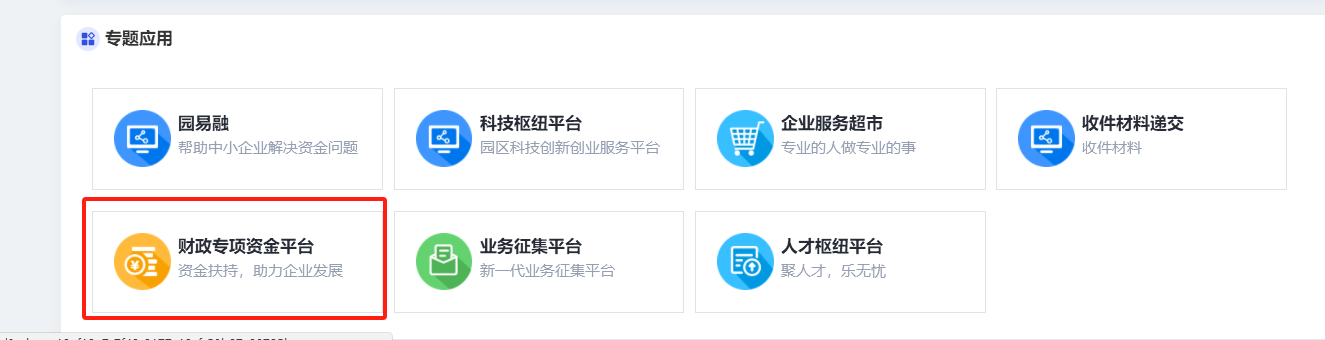 专题应用
园易融
帮助中小企业解决资金问题
科技枢纽平台
园区科技创新创业服务平台
企业服务超市
专业的人做专业的事
收件材料递交
收件材料
财政专项资金平台
资金扶持，助力企业发展
业务征集平台
新一代业务征集平台
人才枢纽平台
聚人才，乐无忧